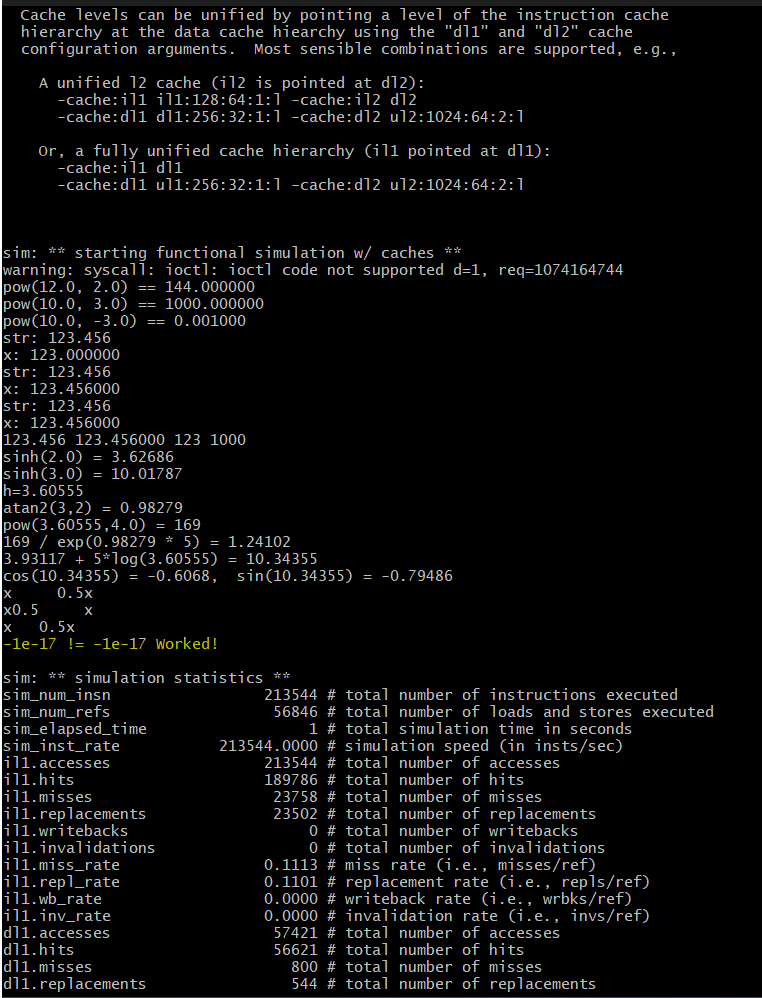 Cache levels can be unified by pointing a level of the instruction cache
hierarchy at the data cache hiearchy using the "dl1" and "dl2" cache
configuration arguments.  Most sensible combinations are supported, e.g.,
A unified l2 cache (il2 is pointed at dl2):
-cache:il1 il1:128:64:1:l -cache:il2 dl2
-cache:dl1 dl1:256:32:1:l -cache:dl2 ul2:1024:64:2:l
Or, a fully unified cache hierarchy (il1 pointed at dl1):
-cache:il1 dl1
-cache:dl1 ul1:256:32:1:l -cache:dl2 ul2:1024:64:2:l
sim: ** starting functional simulation w/ caches **
warning: syscall: ioctl: ioctl code not supported d=1, req=1074164744
pow(12.0, 2.0) == 144.000000
pow(10.0, 3.0) == 1000.000000
pow(10.0, -3.0) == 0.001000
str: 123.456
x: 123.000000
str: 123.456
x: 123.456000
str: 123.456
x: 123.456000
123.456 123.456000 123 1000
sinh(2.0) = 3.62686
sinh(3.0) = 10.01787
h=3.60555
atan2(3,2) = 0.98279
pow(3.60555,4.0) = 169
169 / exp(0.98279 * 5) = 1.24102
3.93117 + 5*log(3.60555) = 10.34355
cos(10.34355) = -0.6068,  sin(10.34355) = -0.79486
x     0.5x
x0.5     x
x   0.5x
-1e-17 != -1e-17 Worked!
sim: ** simulation statistics **
sim_num_insn                 213544 # total number of instructions executed
sim_num_refs                  56846 # total number of loads and stores executed
sim_elapsed_time                  1 # total simulation time in seconds
sim_inst_rate           213544.0000 # simulation speed (in insts/sec)
il1.accesses                 213544 # total number of accesses
il1.hits                     189786 # total number of hits
il1.misses                    23758 # total number of misses
il1.replacements              23502 # total number of replacements
il1.writebacks                    0 # total number of writebacks
il1.invalidations                 0 # total number of invalidations
il1.miss_rate                0.1113 # miss rate (i.e., misses/ref)
il1.repl_rate                0.1101 # replacement rate (i.e., repls/ref)
il1.wb_rate                  0.0000 # writeback rate (i.e., wrbks/ref)
il1.inv_rate                 0.0000 # invalidation rate (i.e., invs/ref)
dl1.accesses                  57421 # total number of accesses
dl1.hits                      56621 # total number of hits
dl1.misses                      800 # total number of misses
dl1.replacements                544 # total number of replacements